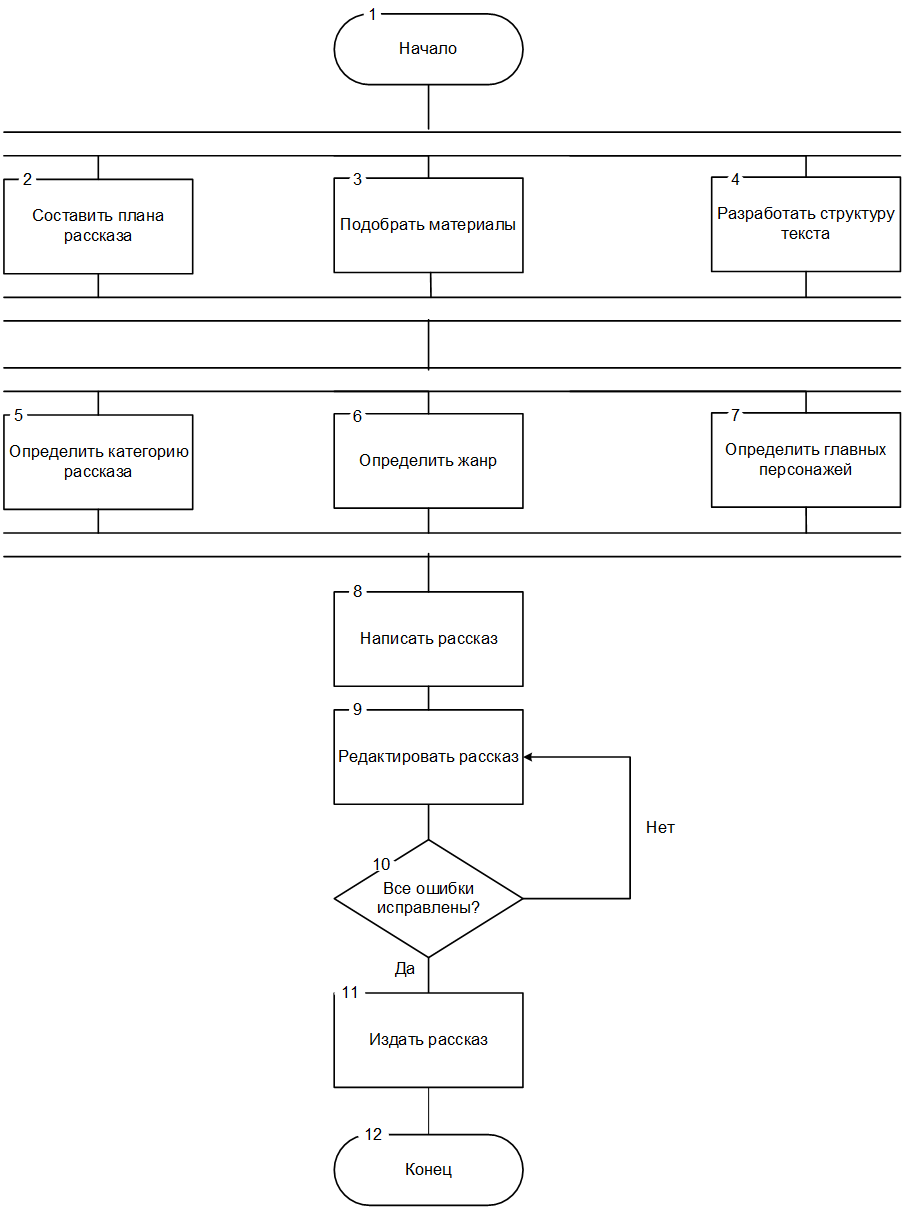 1
Начало
2
Составить плана
рассказа
3
Подобрать материалы
4
Разработать структуру
текста
5
Определить категорию
рассказа
6
Определить жанр
7
Определить главных
персонажей
8
Написать рассказ
9
Редактировать рассказ
Нет
10
Все ошибки
исправлены?
Да
11
Издать рассказ
12
Конец